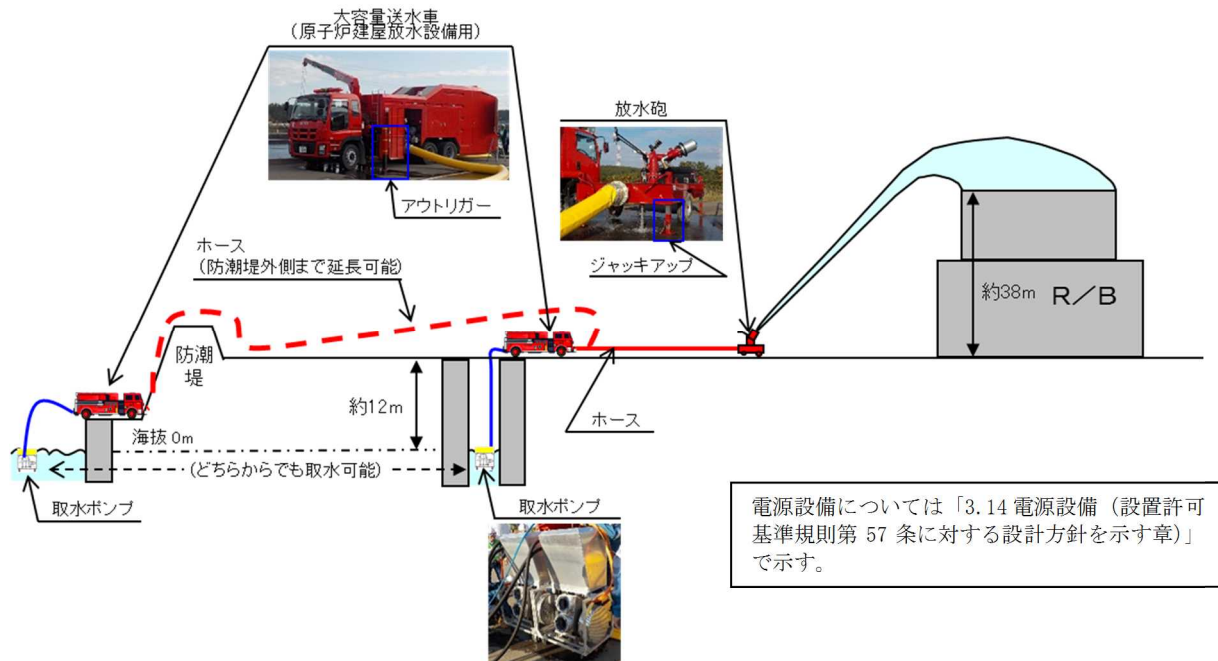 大容量送水車
（原子炉建屋放水設備用）
アウトリガー
放水砲
ジャッキアップ
ホース
（防潮堤外側まで延長可能）
防潮
堤
約12m
約38m
R／B
ホース
海抜 0m
(どちらからでも取水可能)
取水ポンプ
取水ポンプ
電源設備については「3.14 電源設備（設置許可
基準規則第 57 条に対する設計方針を示す章)」
で示す。